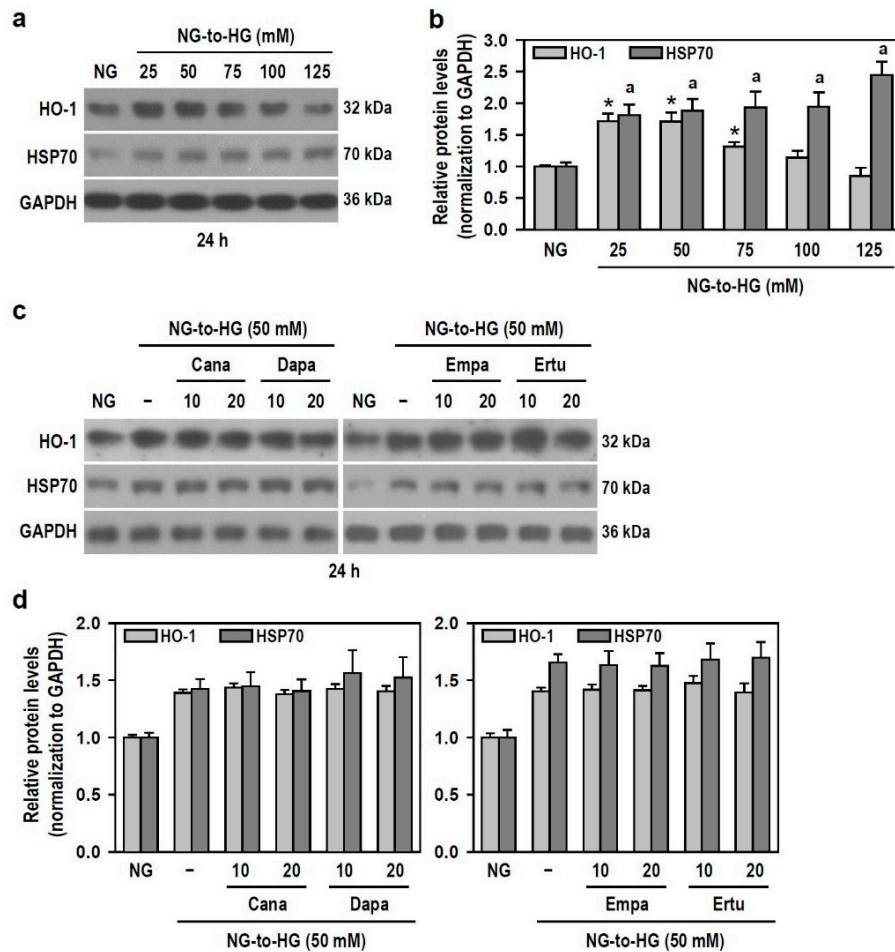 a
NG-to-HG (mM)
NG 25 50 75 100 125
HO-1 32 kDa
HSP70 70 kDa
GAPDH 36 kDa
24 h
b
Relative protein levels
(normalization to GAPDH)
3.0
2.5
2.0
1.5
1.0
0.5
0.0
HO-1 HSP70
* a * a * a a a
NG 25 50 75 100 125
NG-to-HG (mM)
c
NG-to-HG (50 mM) NG-to-HG (50 mM)
Cana Dapa Empa Ertu
NG – 10 20 10 20 NG – 10 20 10 20
HO-1 32 kDa
HSP70 70 kDa
GAPDH 36 kDa
24 h
d
Relative protein levels
(normalization to GAPDH)
2.0
1.5
1.0
0.5
0.0
HO-1 HSP70
NG – 10 20 10 20
Cana Dapa
NG-to-HG (50 mM)
2.0
1.5
1.0
0.5
0.0
HO-1 HSP70
NG – 10 20 10 20
Empa Ertu
NG-to-HG (50 mM)